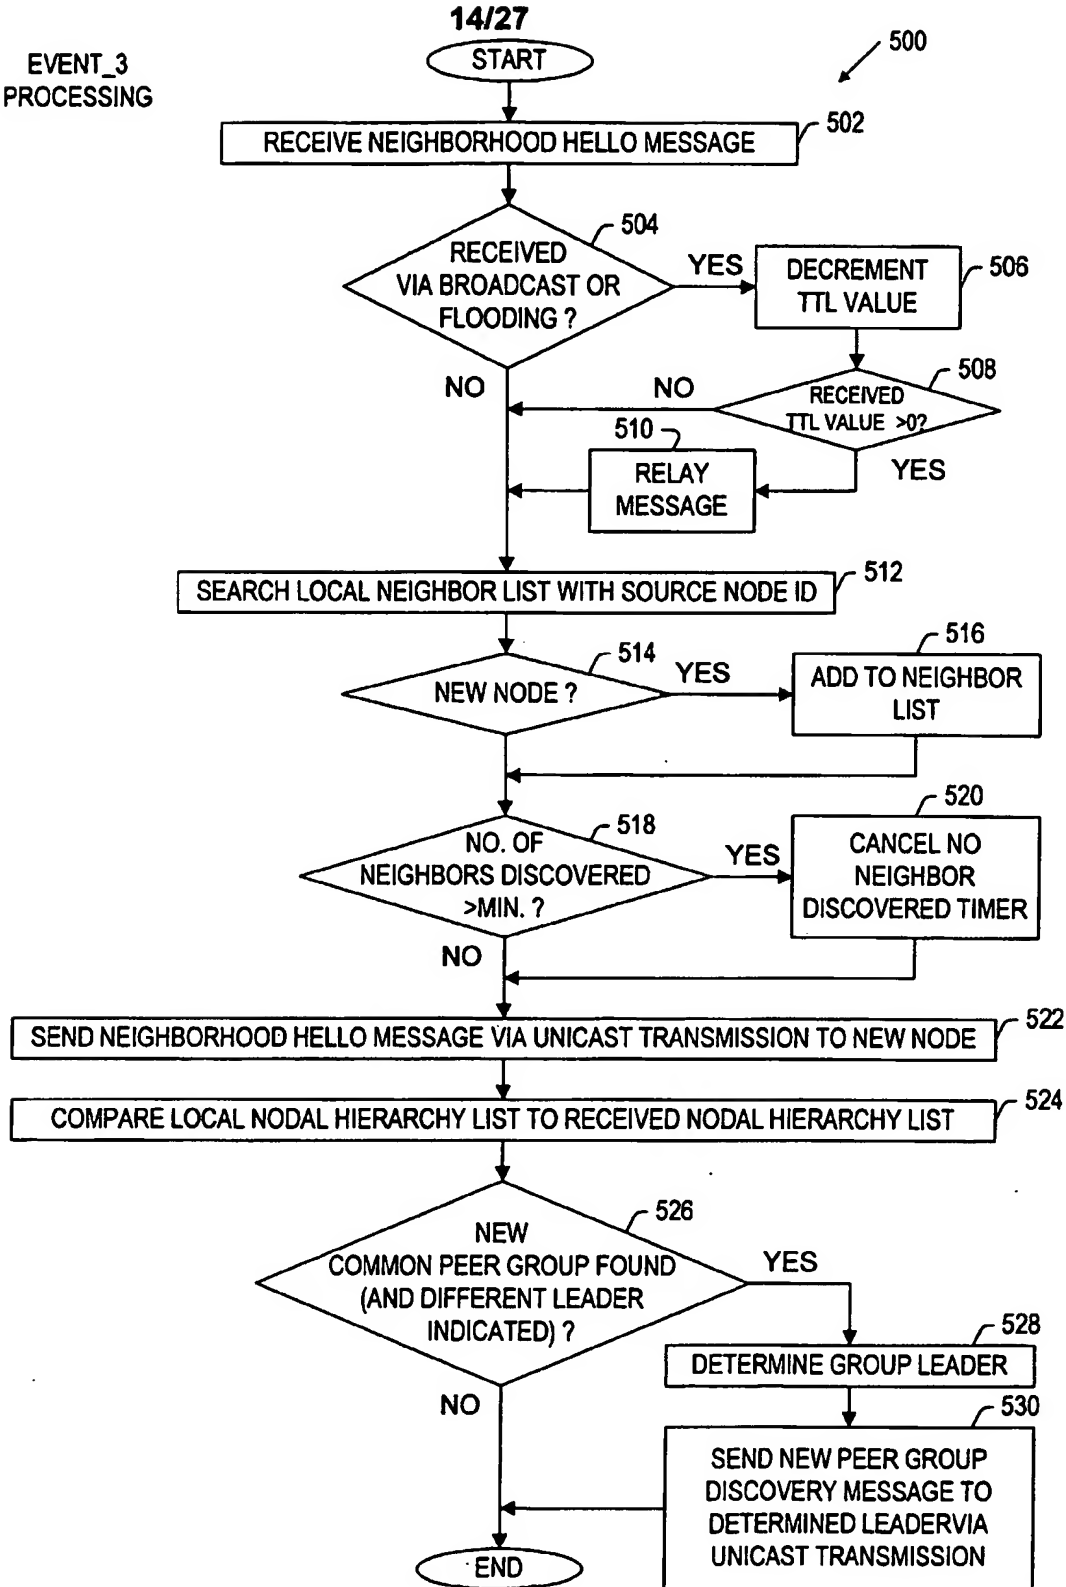 14/27
EVENT_3
PROCESSING
START
500
RECEIVE NEIGHBORHOOD HELLO MESSAGE
502
RECEIVED
VIA BROADCAST OR
FLOODING ?
504
YES
DECREMENT
TTL VALUE
506
NO
NO
RECEIVED
TTL VALUE >0?
508
YES
510
RELAY
MESSAGE
SEARCH LOCAL NEIGHBOR LIST WITH SOURCE NODE ID
512
NEW NODE ?
514
YES
ADD TO NEIGHBOR
LIST
516
NO. OF
NEIGHBORS DISCOVERED
>MIN. ?
518
YES
CANCEL NO
NEIGHBOR
DISCOVERED TIMER
520
NO
SEND NEIGHBORHOOD HELLO MESSAGE VIA UNICAST TRANSMISSION TO NEW NODE
522
COMPARE LOCAL NODAL HIERARCHY LIST TO RECEIVED NODAL HIERARCHY LIST
524
NEW
COMMON PEER GROUP FOUND
(AND DIFFERENT LEADER
INDICATED) ?
526
YES
DETERMINE GROUP LEADER
528
NO
SEND NEW PEER GROUP
DISCOVERY MESSAGE TO
DETERMINED LEADERVIA
UNICAST TRANSMISSION
530
END